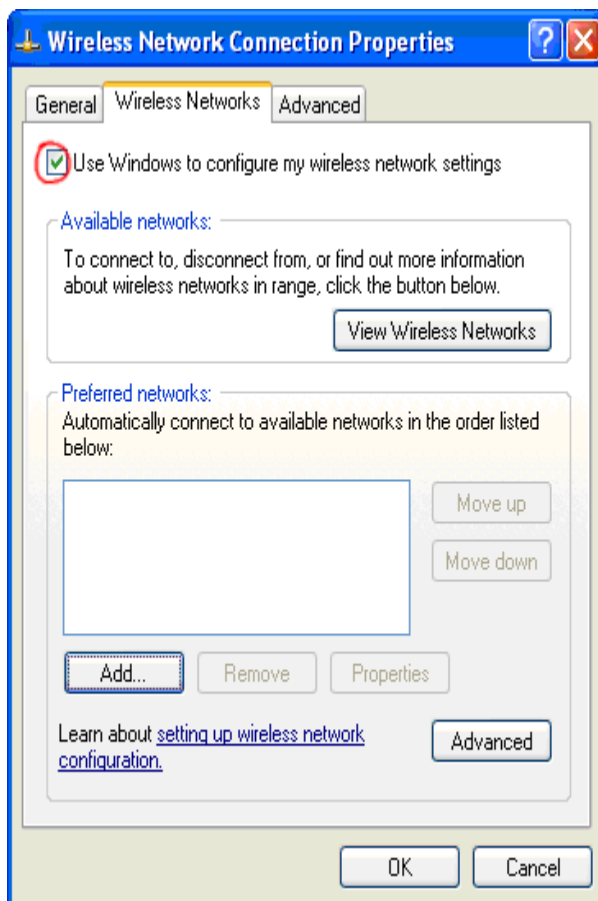 Wireless Network Connection Properties
?
General Wireless Networks Advanced
Use Windows to configure my wireless network settings
Available networks:
To connect to, disconnect from, or find out more information
about wireless networks in range, click the button below.
View Wireless Networks
Preferred networks:
Automatically connect to available networks in the order listed
below:
Move up
Move down
Add... Remove Properties
Learn about setting up wireless network
configuration.
Advanced
OK Cancel